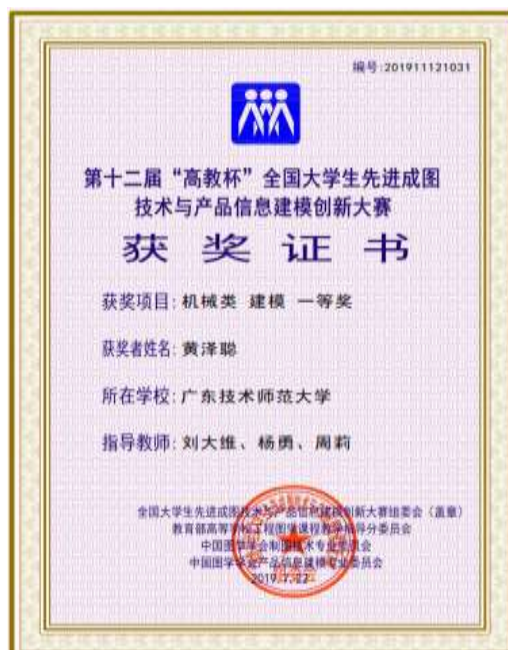 编号:201911121031
第十二届“高教杯”全国大学生先进成图
技术与产品信息建模创新大赛
获奖证书
获奖项目: 机械类 建模 一等奖
获奖者姓名: 黄泽聪
所在学校: 广东技术师范大学
指导教师: 刘大维、杨勇、周莉
全国大学生先进成图技术与产品信息建模创新大赛组委会（盖章）
教育部高等学校工程图学课程教学指导分委员会
中国图学学会制图技术专业委员会
中国图学学会产品信息建模专业委员会
2019.7.22